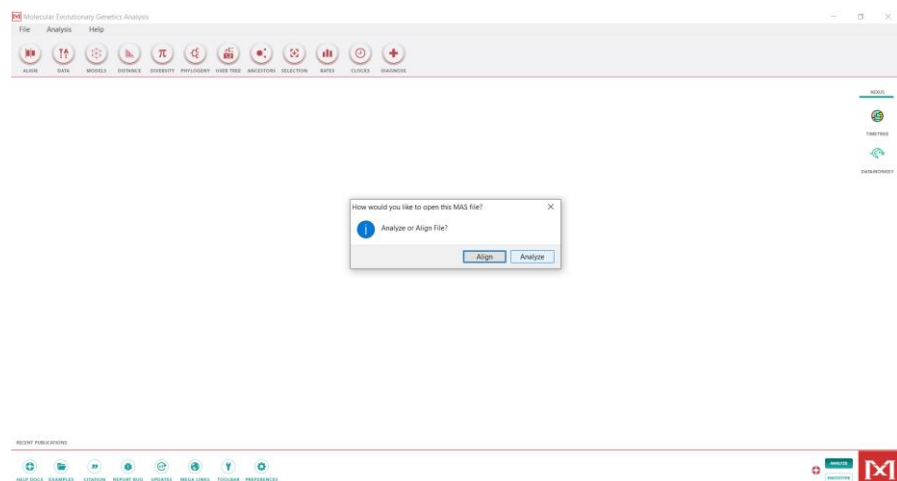 Molecular Evolutionary Genetics Analysis
File Analysis Help
ALIGN DATA MODELS DISTANCE DIVERSITY PHYLOGENY USER TREE ANCESTORS SELECTION RATES CLOCKS DIAGNOSE
NEXUS
TIMETREE
DATAMONKEY
How would you like to open this MAS file?
Analyze or Align File?
Align Analyze
RECENT PUBLICATIONS
HELP DOCS EXAMPLES CITATION REPORT BUG UPDATES MEGA LINKS TOOLBAR PREFERENCES
ANALYZE
PROTOTYPE